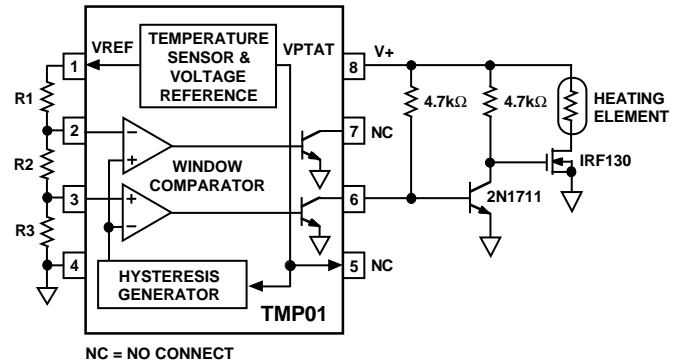 TEMPERATURE
SENSOR &
VOLTAGE
REFERENCE
VREF
VPTAT
1
8
V+
R1
4.7kΩ
4.7kΩ
HEATING
ELEMENT
2
7
NC
R2
WINDOW
COMPARATOR
IRF130
3
6
2N1711
R3
4
HYSTERESIS
GENERATOR
5
NC
TMP01
NC = NO CONNECT
−
+
+
−